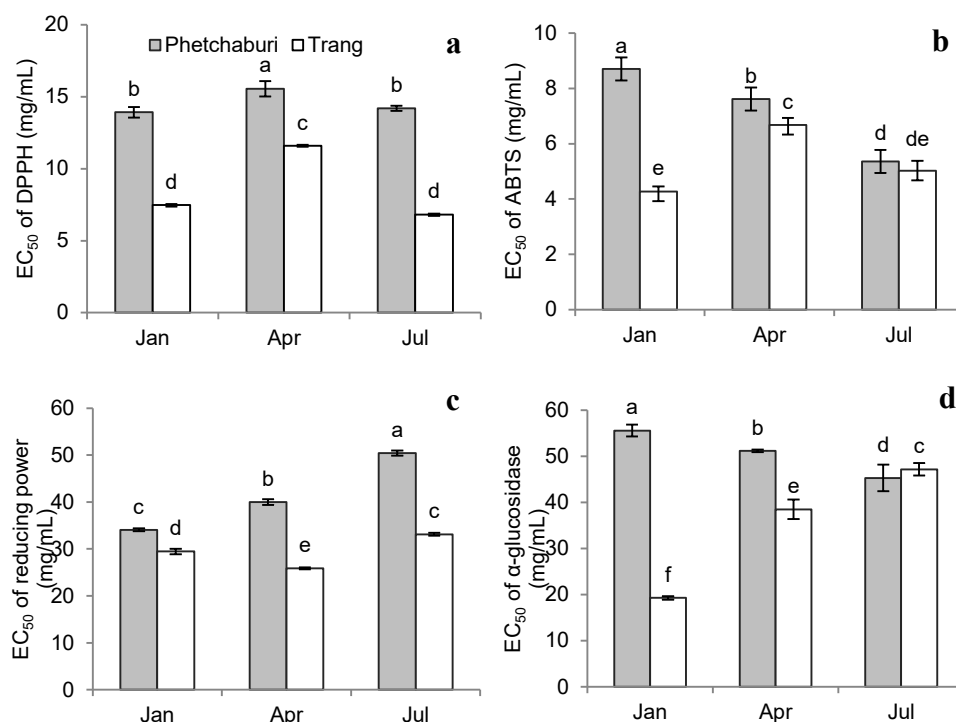 a
Phetchaburi Trang
EC50 of DPPH (mg/mL)
20
15
10
5
0
b
d
a
c
b
d
Jan Apr Jul
b
EC50 of ABTS (mg/mL)
10
8
6
4
2
0
a
e
b
c
d
de
Jan Apr Jul
c
EC50 of reducing power
(mg/mL)
60
50
40
30
20
10
0
c
d
b
e
a
c
Jan Apr Jul
d
EC50 of α-glucosidase
(mg/mL)
60
50
40
30
20
10
0
a
f
b
e
d
c
Jan Apr Jul